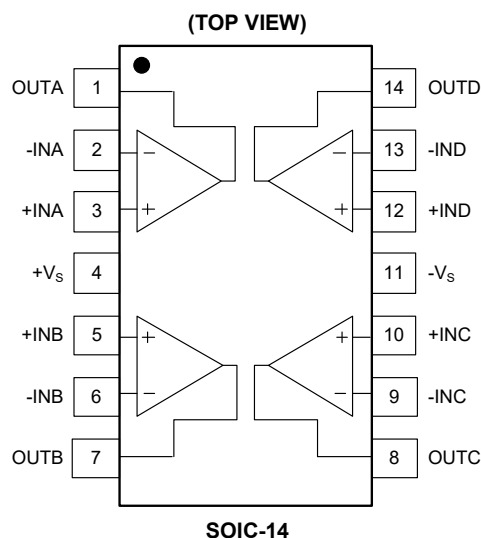 (TOP VIEW)
OUTA 1 14 OUTD
-INA 2 − − 13 -IND
+INA 3 + + 12 +IND
+VS 4 11 -VS
+INB 5 + + 10 +INC
-INB 6 − − 9 -INC
OUTB 7 8 OUTC
SOIC-14